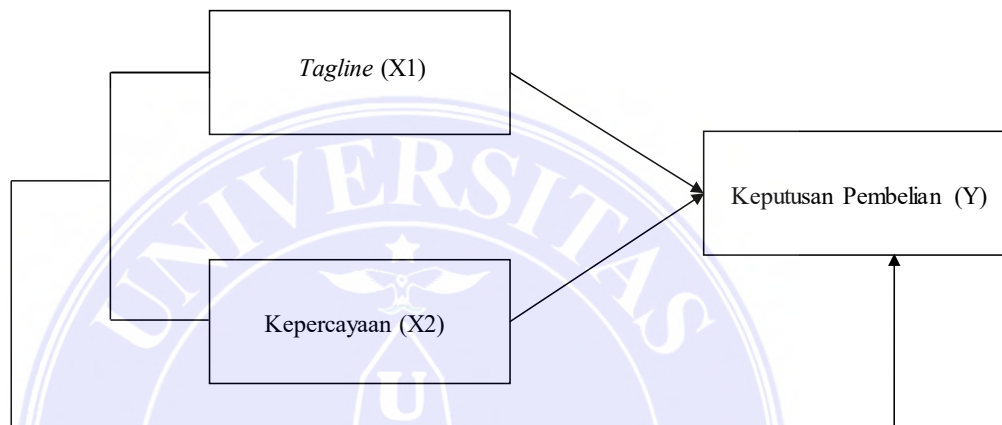 Tagline (X1)
Keputusan Pembelian (Y)
UNIVERSITAS
Kepercayaan (X2)
U